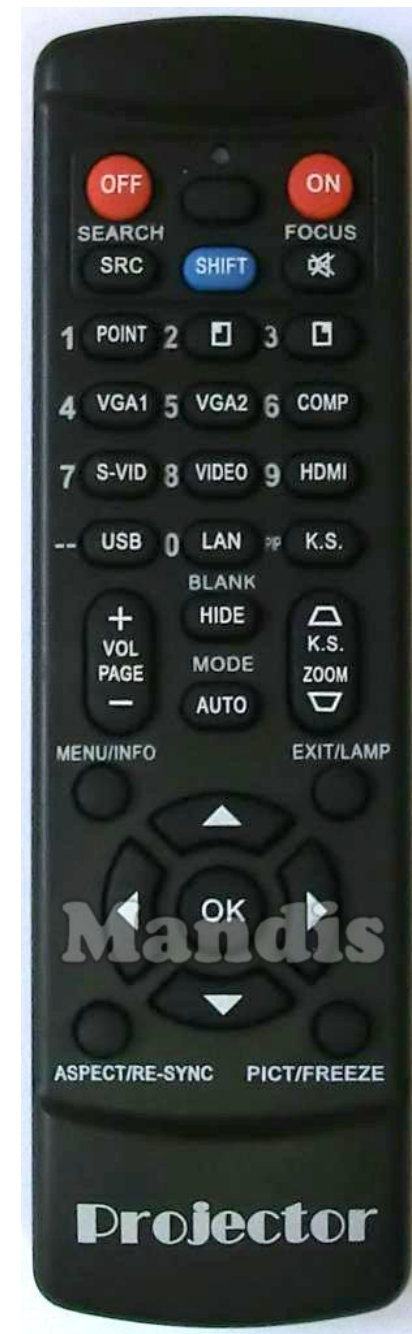 OFF ON
SEARCH FOCUS
SRC SHIFT
1 POINT 2 3
4 VGA1 5 VGA2 6 COMP
7 S-VID 8 VIDEO 9 HDMI
-- USB 0 LAN PIP K.S.
BLANK
+ HIDE
VOL K.S.
PAGE MODE ZOOM
- AUTO
MENU/INFO EXIT/LAMP
OK
Mandis
ASPECT/RE-SYNC PICT/FREEZE
Projector